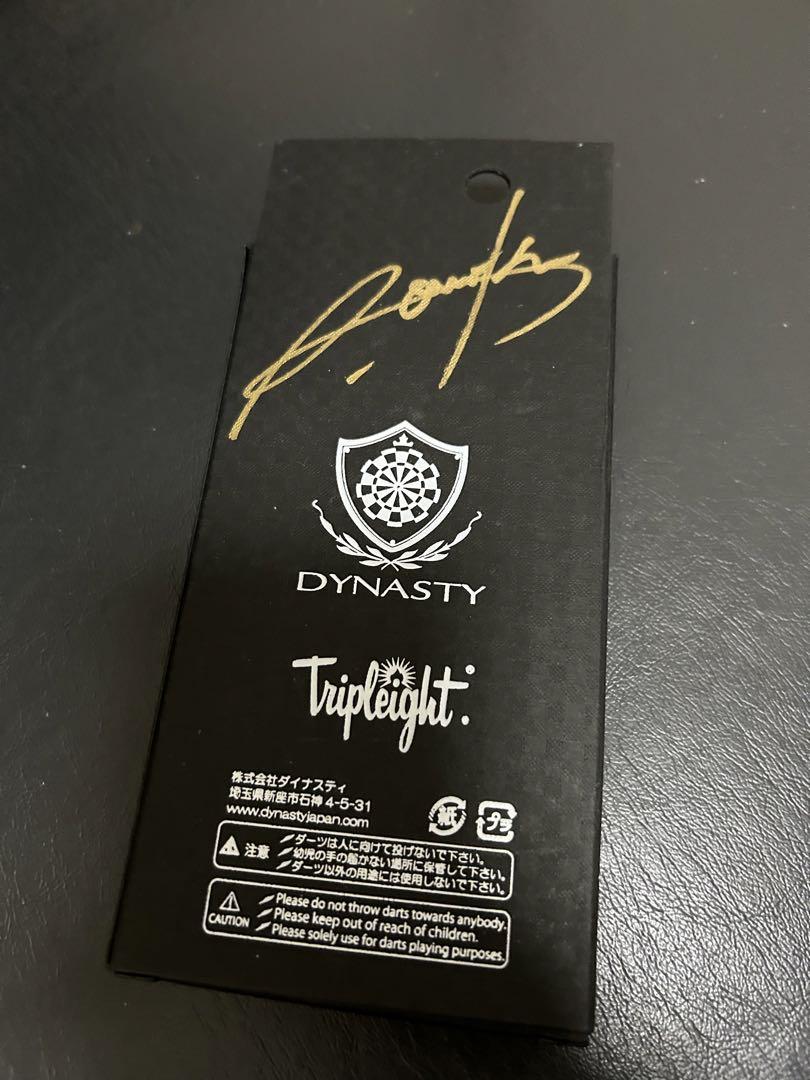 DYNASTY
Tripleight
株式会社ダイナスティ
埼玉県新座市石神 4-5-31
www.dynastyjapan.com
紙
プラ
注意
ダーツは人に向けて投げないで下さい。
幼児の手の届かない場所に保管して下さい。
ダーツ以外の用途には使用しないで下さい。
CAUTION
Please do not throw darts towards anybody.
Please keep out of reach of children.
Please solely use for darts playing purposes.